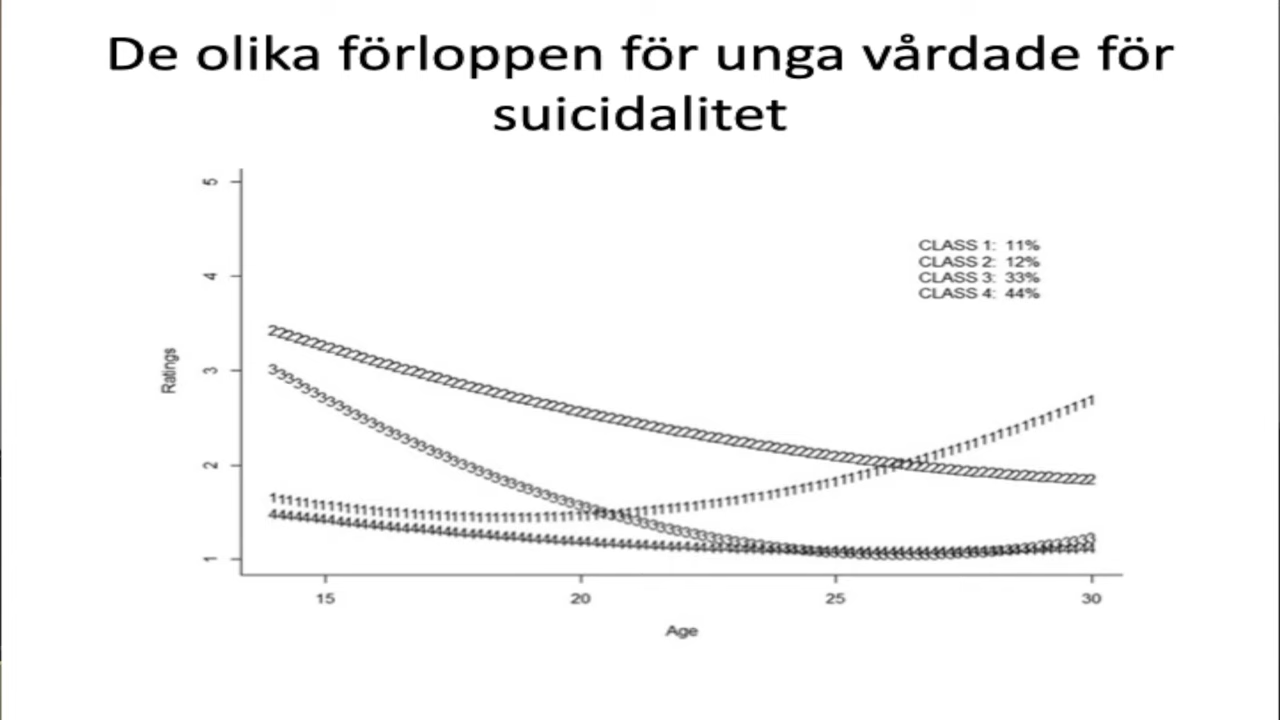 De olika förloppen för unga vårdade för
suicidalitet
5
4
3
2
1
Ratings
CLASS 1: 11%
CLASS 2: 12%
CLASS 3: 33%
CLASS 4: 44%
15 20 25 30
Age